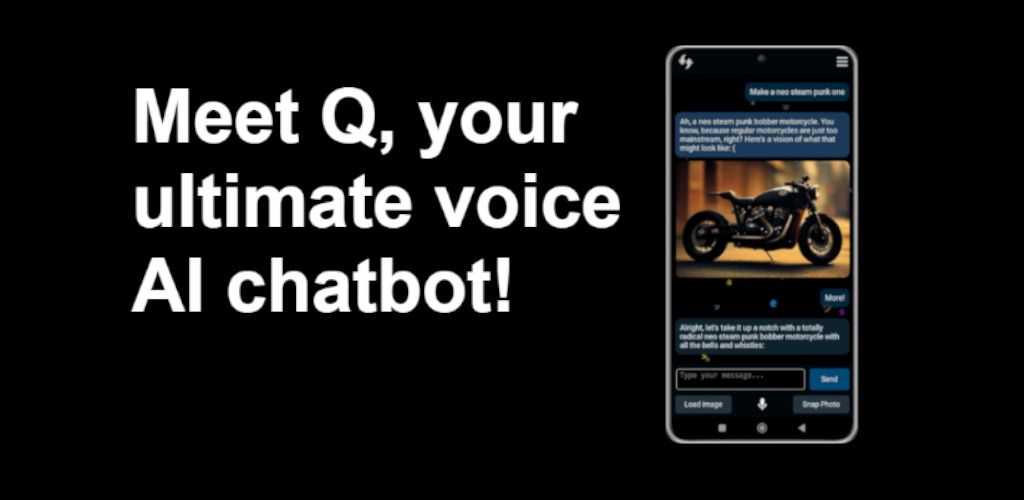 Meet Q, your
ultimate voice
AI chatbot!
Make a neo steam punk one
Ah, a neo steam punk bobber motorcycle. You
know, because regular motorcycles are just too
mainstream, right? Here's a vision of what that
might look like: (
More!
Alright, let's take it up a notch with a totally
radical neo steam punk bobber motorcycle with
all the bells and whistles:
Type your message...
Send
Load Image
Snap Photo